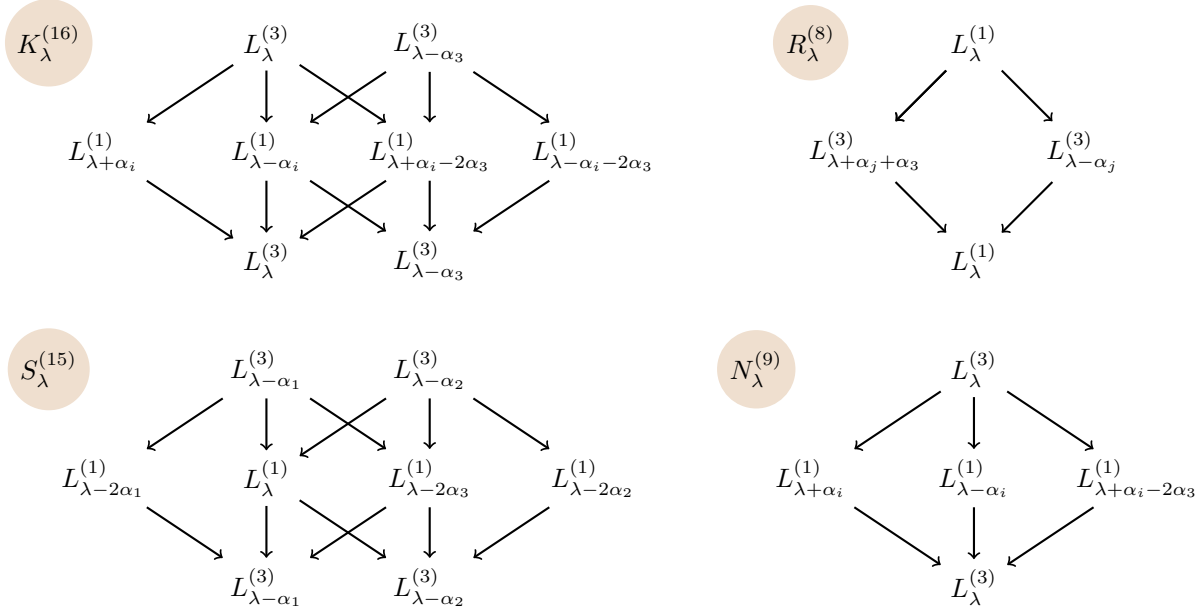 K_λ^(16) L_λ^(3) L_{λ−α_3}^(3) R_λ^(8) L_λ^(1)
L_{λ+α_i}^(1) L_{λ−α_i}^(1) L_{λ+α_i−2α_3}^(1) L_{λ−α_i−2α_3}^(1) L_{λ+α_j+α_3}^(3) L_{λ−α_j}^(3)
L_λ^(3) L_{λ−α_3}^(3) L_λ^(1)
S_λ^(15) L_{λ−α_1}^(3) L_{λ−α_2}^(3) N_λ^(9) L_λ^(3)
L_{λ−2α_1}^(1) L_λ^(1) L_{λ−2α_3}^(1) L_{λ−2α_2}^(1) L_{λ+α_i}^(1) L_{λ−α_i}^(1) L_{λ+α_i−2α_3}^(1)
L_{λ−α_1}^(3) L_{λ−α_2}^(3) L_λ^(3)